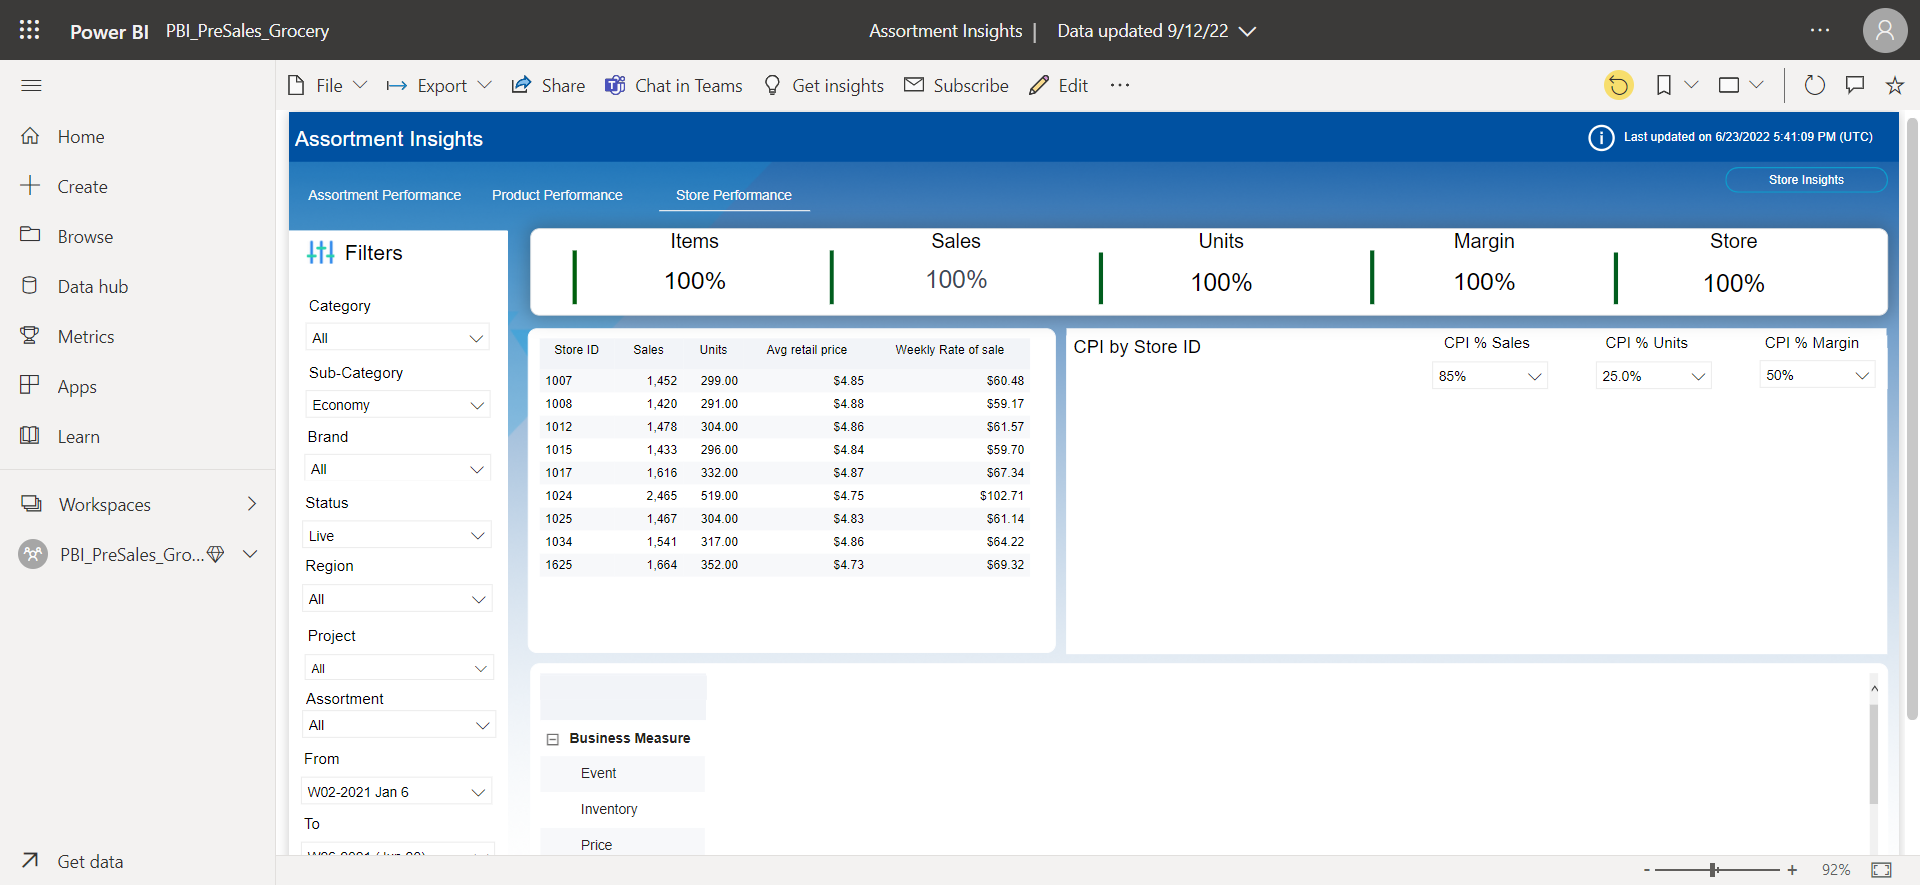 Power BI PBI_PreSales_Grocery Assortment Insights | Data updated 9/12/22
File Export Share Chat in Teams Get insights Subscribe Edit
Home
Create
Browse
Data hub
Metrics
Apps
Learn
Workspaces
PBI_PreSales_Gro...
Get data
Assortment Insights
Last updated on 6/23/2022 5:41:09 PM (UTC)
Assortment Performance Product Performance Store Performance
Store Insights
Filters
Category
All
Sub-Category
Economy
Brand
All
Status
Live
Region
All
Project
All
Assortment
All
From
W02-2021 Jan 6
To
Items Sales Units Margin Store
100% 100% 100% 100% 100%
Store ID Sales Units Avg retail price Weekly Rate of sale
1007 1,452 299.00 $4.85 $60.48
1008 1,420 291.00 $4.88 $59.17
1012 1,478 304.00 $4.86 $61.57
1015 1,433 296.00 $4.84 $59.70
1017 1,616 332.00 $4.87 $67.34
1024 2,465 519.00 $4.75 $102.71
1025 1,467 304.00 $4.83 $61.14
1034 1,541 317.00 $4.86 $64.22
1625 1,664 352.00 $4.73 $69.32
CPI by Store ID
CPI % Sales CPI % Units CPI % Margin
85% 25.0% 50%
Business Measure
Event
Inventory
Price
- + 92%